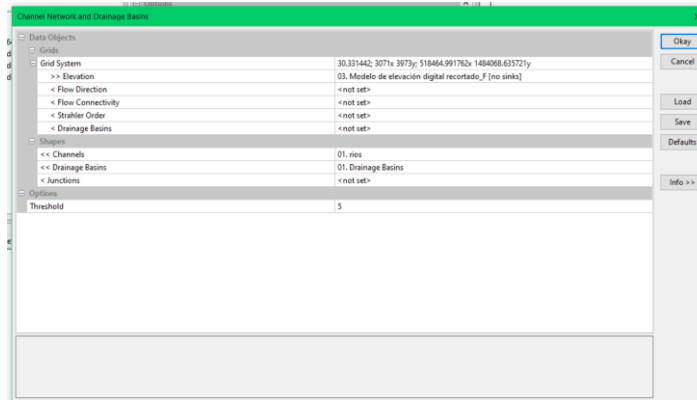 Options
Channel Network and Drainage Basins
Data Objects
Grids
Grid System 30.331442; 3071x 3973y; 518464.991762x 1484068.635721y
>> Elevation 03. Modelo de elevación digital recortado_F [no sinks]
< Flow Direction <not set>
< Flow Connectivity <not set>
< Strahler Order <not set>
< Drainage Basins <not set>
Shapes
<< Channels 01. rios
<< Drainage Basins 01. Drainage Basins
< Junctions <not set>
Options
Threshold 5
Okay
Cancel
Load
Save
Defaults
Info >>